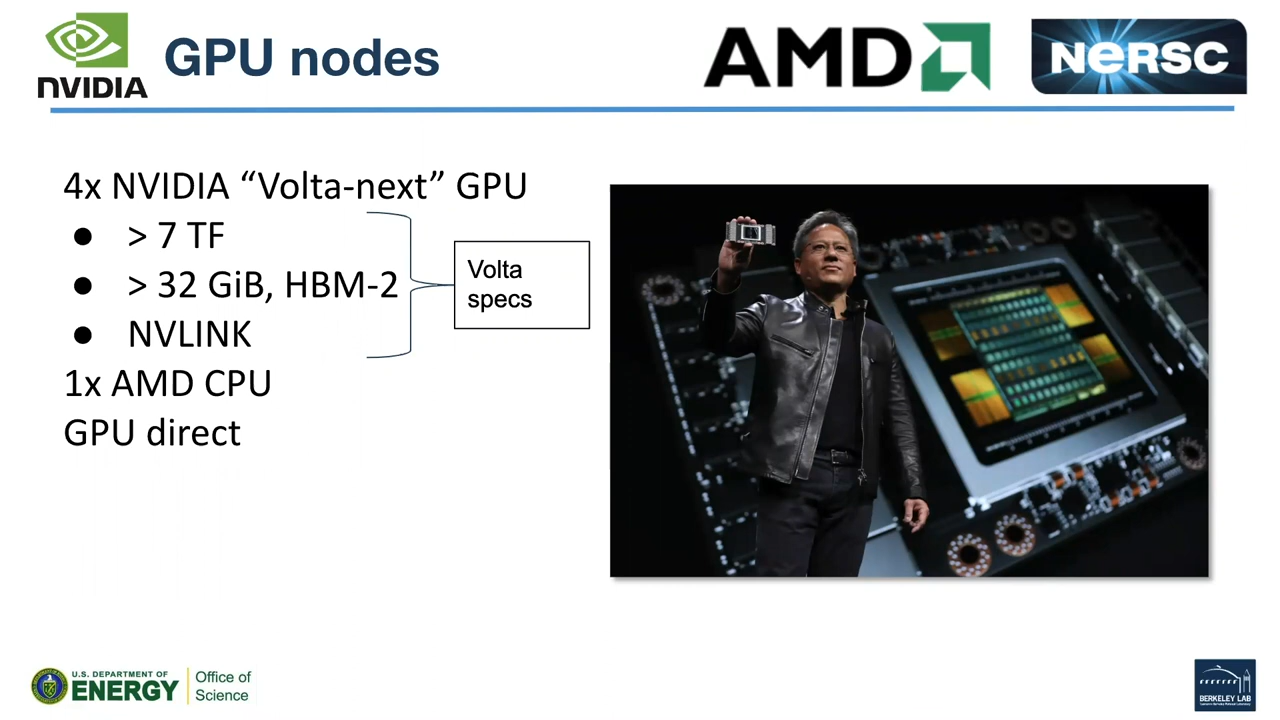 NVIDIA
GPU nodes
AMD
NERSC
4x NVIDIA “Volta-next” GPU
● > 7 TF
● > 32 GiB, HBM-2
● NVLINK
Volta
specs
1x AMD CPU
GPU direct
U.S. DEPARTMENT OF
ENERGY
Office of
Science
BERKELEY LAB